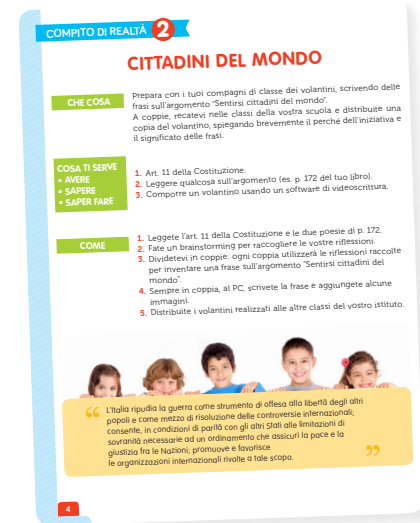 COMPITO DI REALTÀ 2
CITTADINI DEL MONDO
CHE COSA
Prepara con i tuoi compagni di classe dei volantini, scrivendo delle
frasi sull'argomento "Sentirsi cittadini del mondo".
A coppie, recatevi nelle classi della vostra scuola e distribuite una
copia del volantino, spiegando brevemente il perché dell'iniziativa e
il significato delle frasi.
COSA TI SERVE
• AVERE
• SAPERE
• SAPER FARE
1. Art. 11 della Costituzione.
2. Leggere qualcosa sull'argomento (es. p. 172 del tuo libro).
3. Comporre un volantino usando un software di videoscrittura.
COME
1. Leggete l'art. 11 della Costituzione e le due poesie di p. 172.
2. Fate un brainstorming per raccogliere le vostre riflessioni.
3. Dividetevi in coppie: ogni coppia utilizzerà le riflessioni raccolte
per inventare una frase sull'argomento "Sentirsi cittadini del
mondo".
4. Sempre in coppia, al PC, scrivete la frase e aggiungete alcune
immagini.
5. Distribuite i volantini realizzati alle altre classi del vostro istituto.
“ L'Italia ripudia la guerra come strumento di offesa alla libertà degli altri
popoli e come mezzo di risoluzione delle controversie internazionali;
consente, in condizioni di parità con gli altri Stati alle limitazioni di
sovranità necessarie ad un ordinamento che assicuri la pace e la
giustizia fra le Nazioni; promuove e favorisce
le organizzazioni internazionali rivolte a tale scopo. ”
4